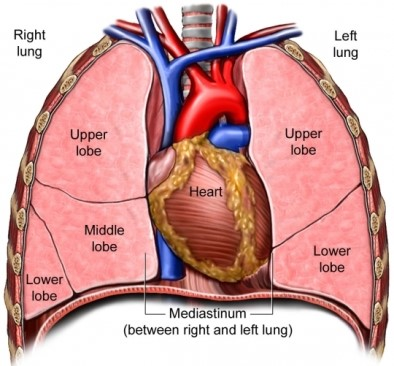 Right
lung
Left
lung
Upper
lobe
Upper
lobe
Heart
Middle
lobe
Lower
lobe
Lower
lobe
Mediastinum
(between right and left lung)